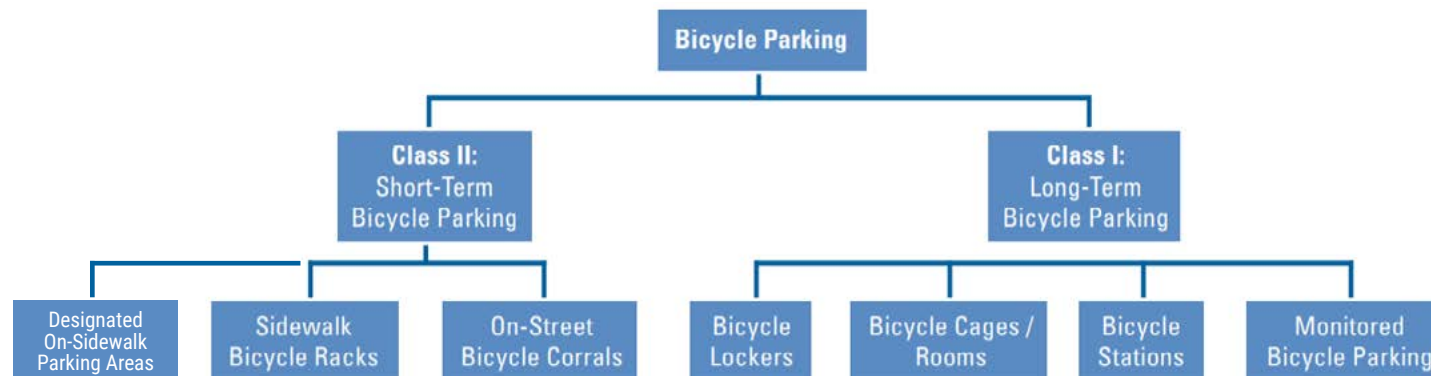 Bicycle Parking
Class II:
Short-Term
Bicycle Parking
Class I:
Long-Term
Bicycle Parking
Designated
On-Sidewalk
Parking Areas
Sidewalk
Bicycle Racks
On-Street
Bicycle Corrals
Bicycle
Lockers
Bicycle Cages /
Rooms
Bicycle
Stations
Monitored
Bicycle Parking